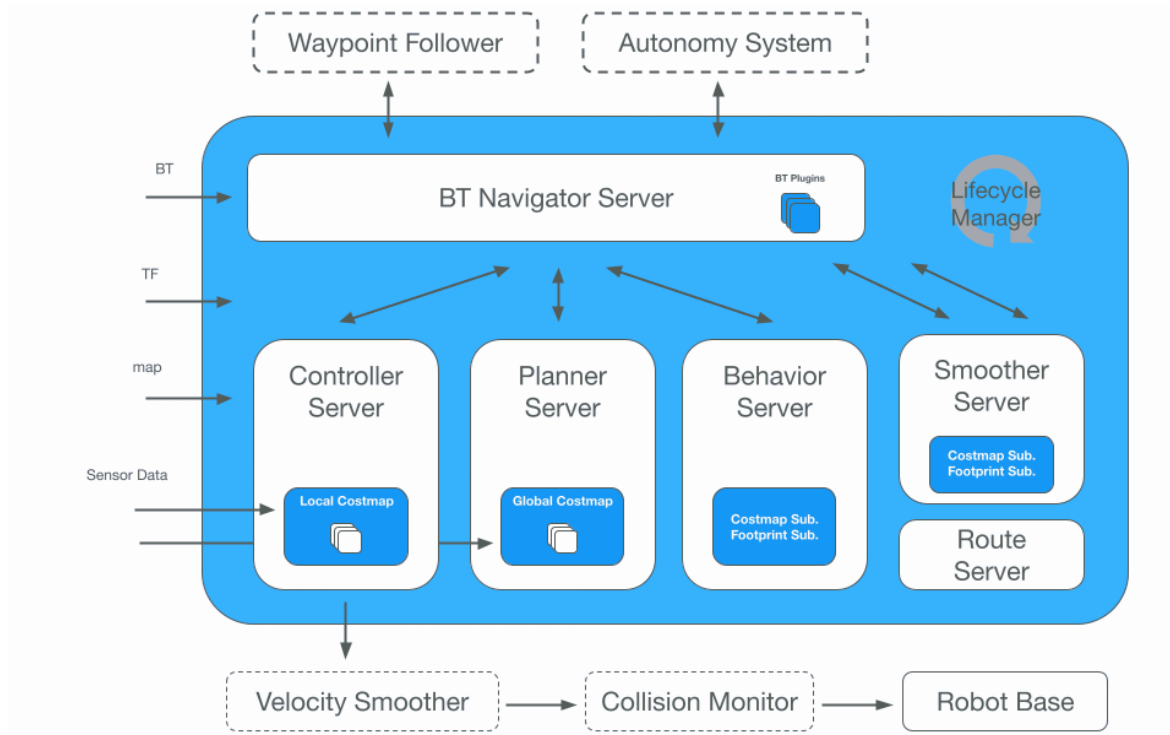 Waypoint Follower
Autonomy System
BT
BT Plugins
BT Navigator Server
Lifecycle
Manager
TF
map
Sensor Data
Controller
Server
Local Costmap
Planner
Server
Global Costmap
Behavior
Server
Costmap Sub.
Footprint Sub.
Smoother
Server
Costmap Sub.
Footprint Sub.
Route
Server
Velocity Smoother
Collision Monitor
Robot Base